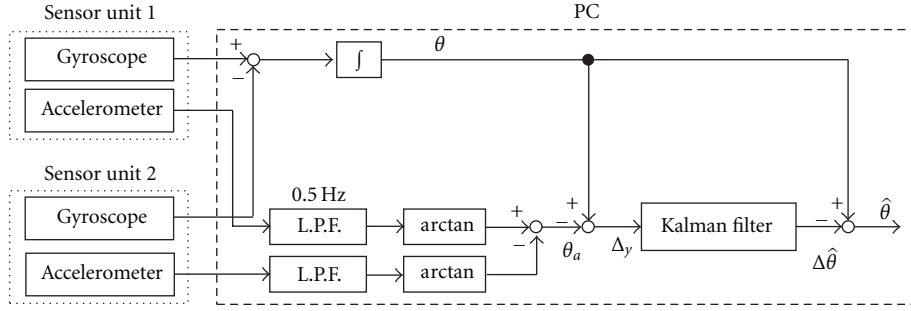 Sensor unit 1
PC
Gyroscope
+
−
∫
θ
Accelerometer
Sensor unit 2
0.5 Hz
Gyroscope
L.P.F.
arctan
+
−
−
+
Kalman filter
−
+
θ̂
θₐ
Δᵧ
Δθ̂
Accelerometer
L.P.F.
arctan